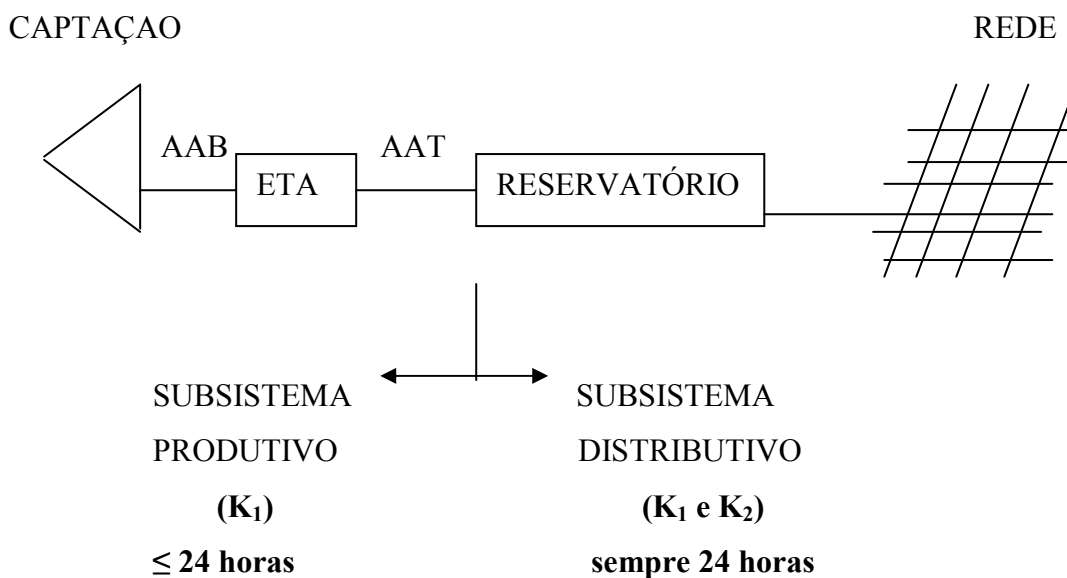 CAPTAÇAO
REDE
AAB
AAT
ETA
RESERVATÓRIO
SUBSISTEMA
PRODUTIVO
(K₁)
≤ 24 horas
SUBSISTEMA
DISTRIBUTIVO
(K₁ e K₂)
sempre 24 horas